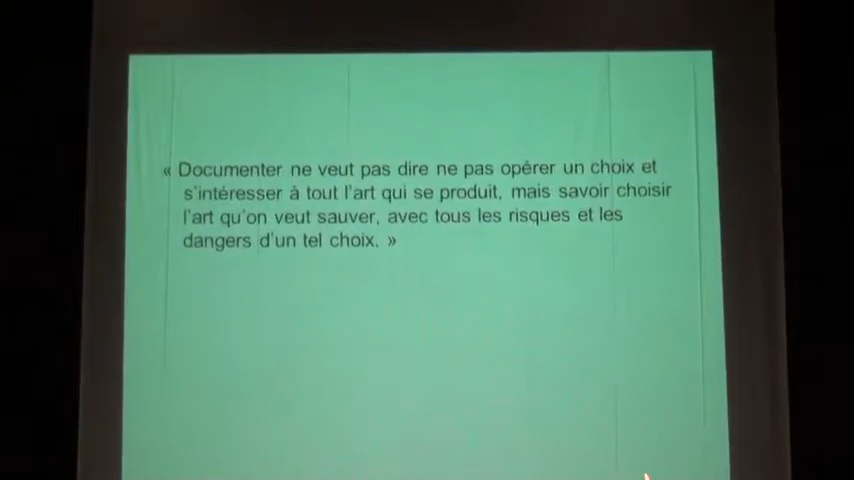 « Documenter ne veut pas dire ne pas opérer un choix et
s'intéresser à tout l'art qui se produit, mais savoir choisir
l'art qu'on veut sauver, avec tous les risques et les
dangers d'un tel choix. »